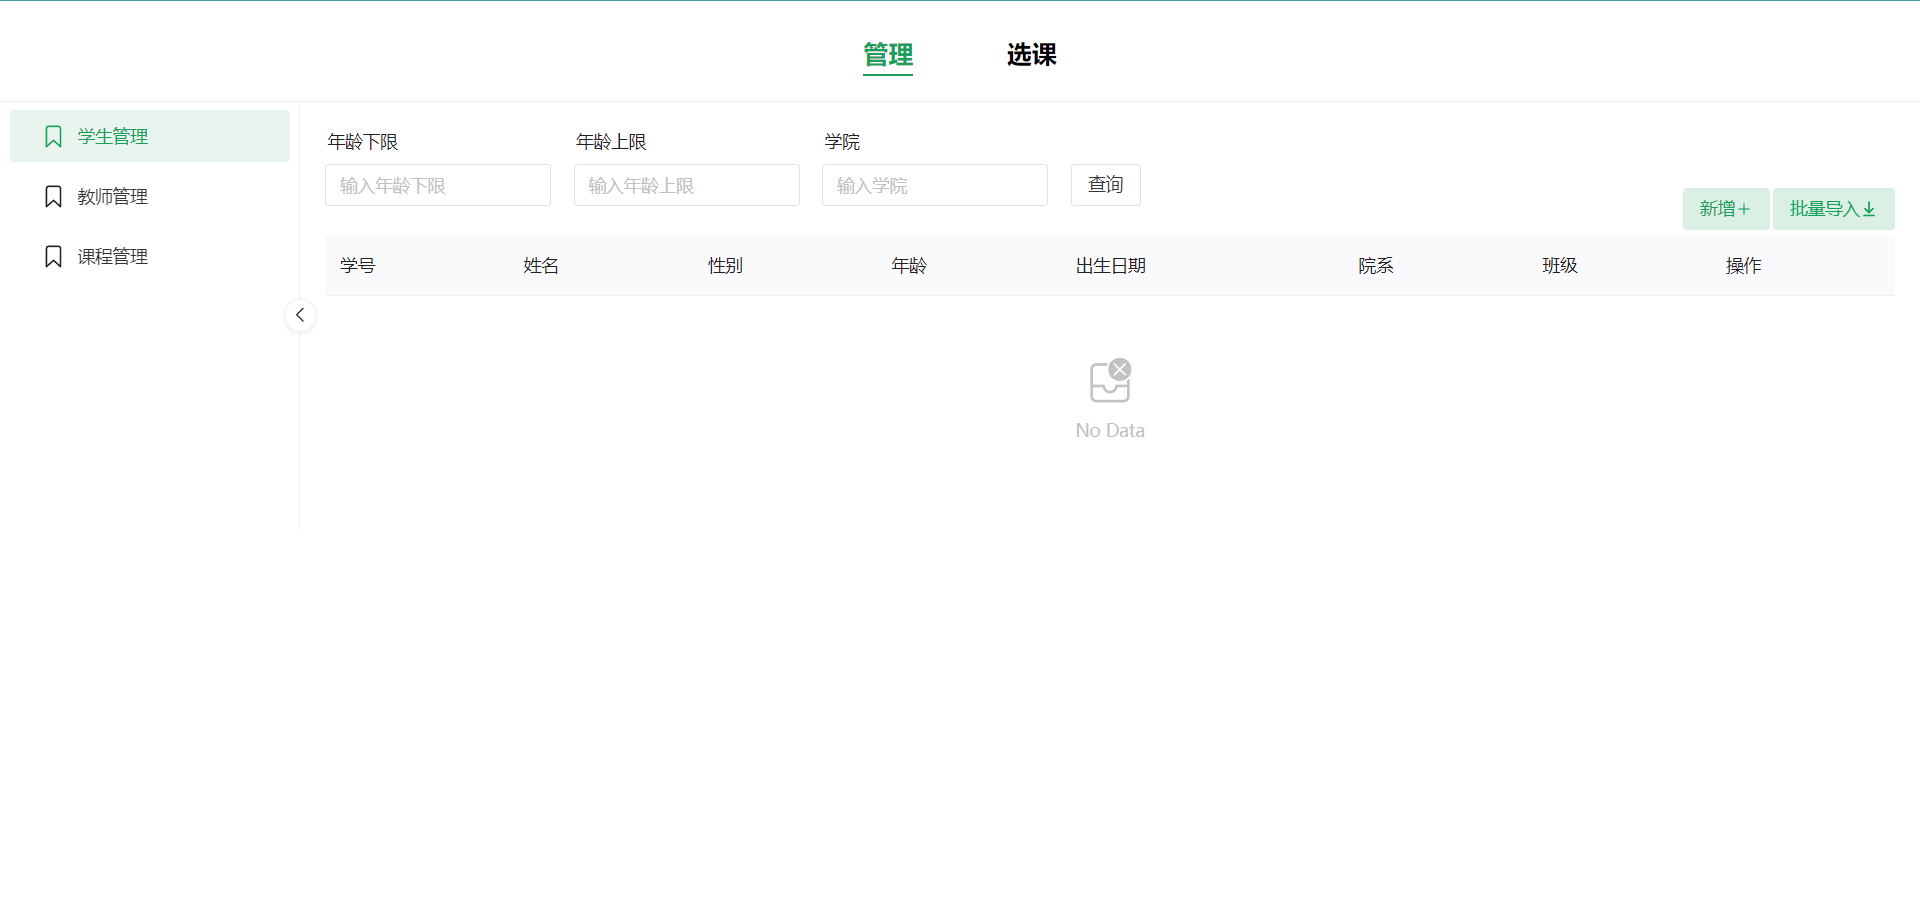 管理 选课
学生管理
教师管理
课程管理
年龄下限 年龄上限 学院
输入年龄下限 输入年龄上限 输入学院 查询
新增+ 批量导入
学号 姓名 性别 年龄 出生日期 院系 班级 操作
No Data